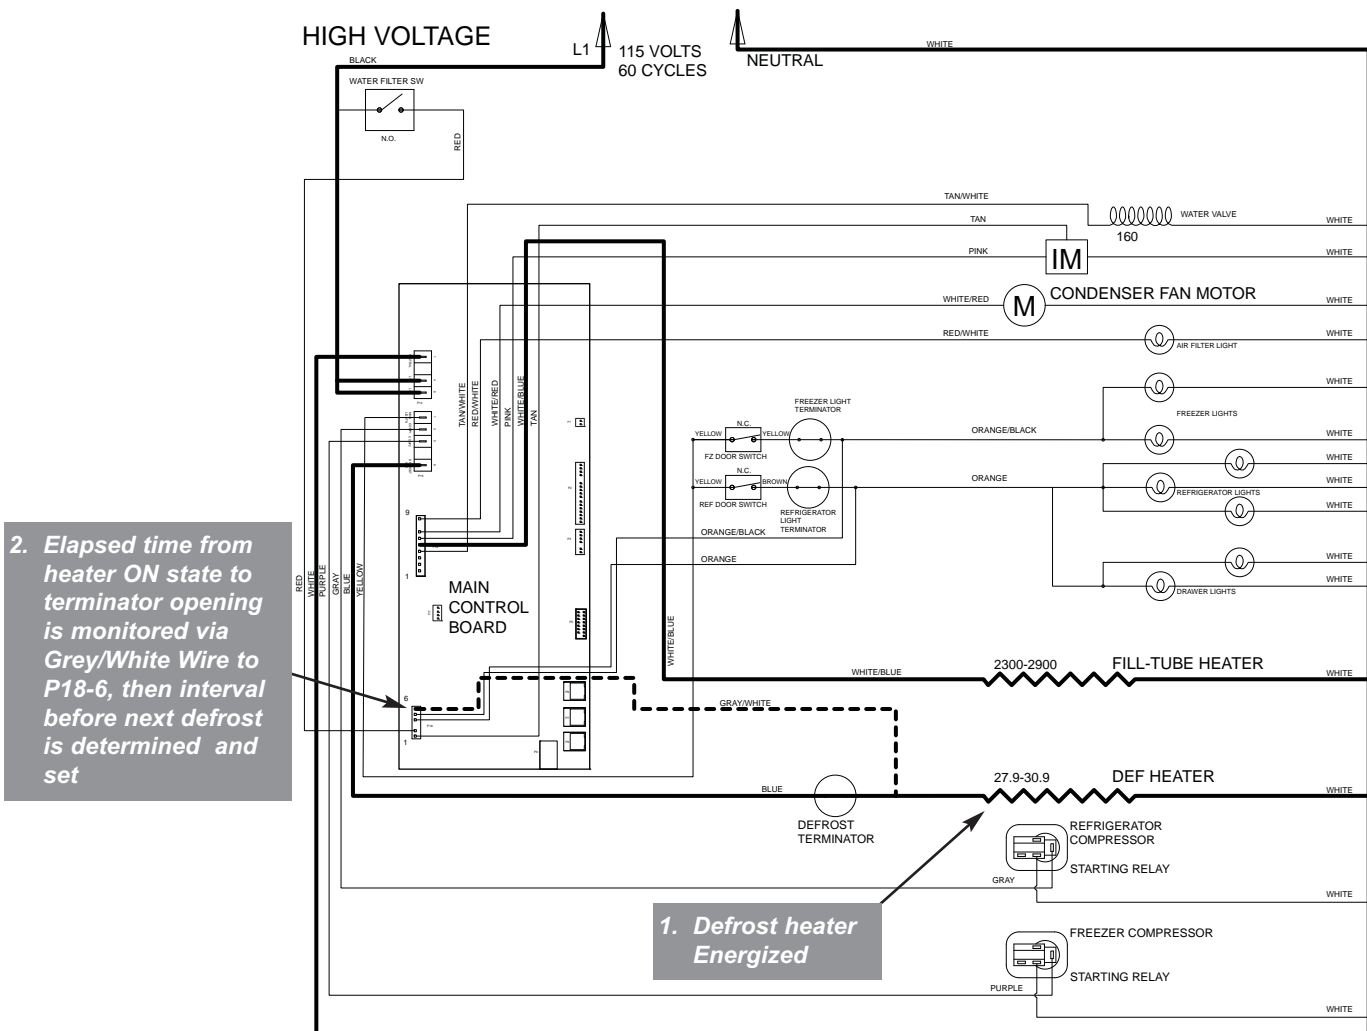 HIGH VOLTAGE
L1
115 VOLTS
60 CYCLES
NEUTRAL
WHITE
BLACK
WATER FILTER SW
N.O.
RED
TAN/WHITE
160
WATER VALVE
WHITE
TAN
PINK
IM
WHITE
WHITE/RED
M
CONDENSER FAN MOTOR
WHITE
RED/WHITE
AIR FILTER LIGHT
WHITE
TAN/WHITE
RED/WHITE
WHITE/RED
PINK
WHITE/BLUE
TAN
FREEZER LIGHT
TERMINATOR
WHITE
FREEZER LIGHTS
N.C.
YELLOW
YELLOW
FZ DOOR SWITCH
ORANGE/BLACK
WHITE
WHITE
N.C.
YELLOW
BROWN
REF DOOR SWITCH
ORANGE
REFRIGERATOR LIGHTS
WHITE
REFRIGERATOR
LIGHT
TERMINATOR
WHITE
ORANGE/BLACK
ORANGE
WHITE
DRAWER LIGHTS
WHITE
9
1
MAIN
CONTROL
BOARD
RED
WHITE
PURPLE
GRAY
BLUE
YELLOW
2. Elapsed time from
heater ON state to
terminator opening
is monitored via
Grey/White Wire to
P18-6, then interval
before next defrost
is determined and
set
WHITE/BLUE
WHITE/BLUE
2300-2900
FILL-TUBE HEATER
WHITE
6
1
GRAY/WHITE
BLUE
DEFROST
TERMINATOR
27.9-30.9
DEF HEATER
WHITE
REFRIGERATOR
COMPRESSOR
STARTING RELAY
GRAY
WHITE
1. Defrost heater
Energized
FREEZER COMPRESSOR
STARTING RELAY
PURPLE
WHITE